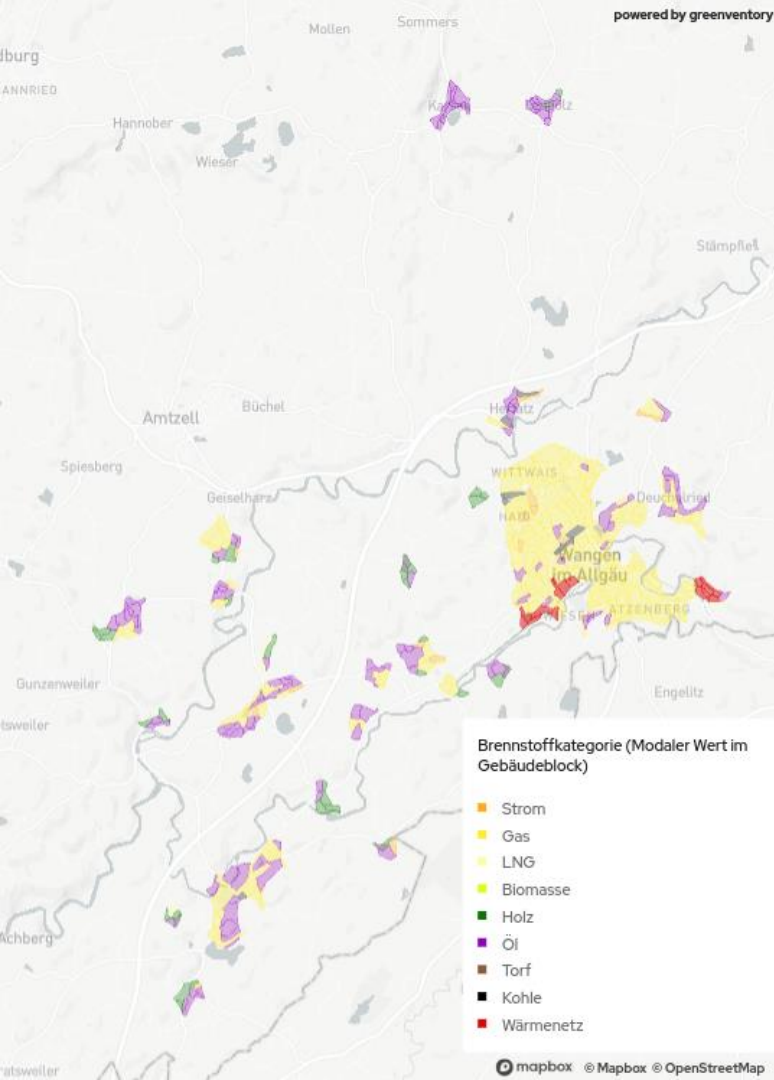 powered by greenventory
Sommers
Mollen
dburg
ANNRIED
Hannober
Wieser
Stämpfle
Büchel
Amtzell
Spiesberg
WITTWAIS
Geiselharz
Deuchelried
HAID
Wangen
im Allgäu
ATZENBERG
Gunzenweiler
Engelitz
tsweiler
Achberg
ratsweiler
Brennstoffkategorie (Modaler Wert im
Gebäudeblock)
Strom
Gas
LNG
Biomasse
Holz
Öl
Torf
Kohle
Wärmenetz
mapbox © Mapbox © OpenStreetMap